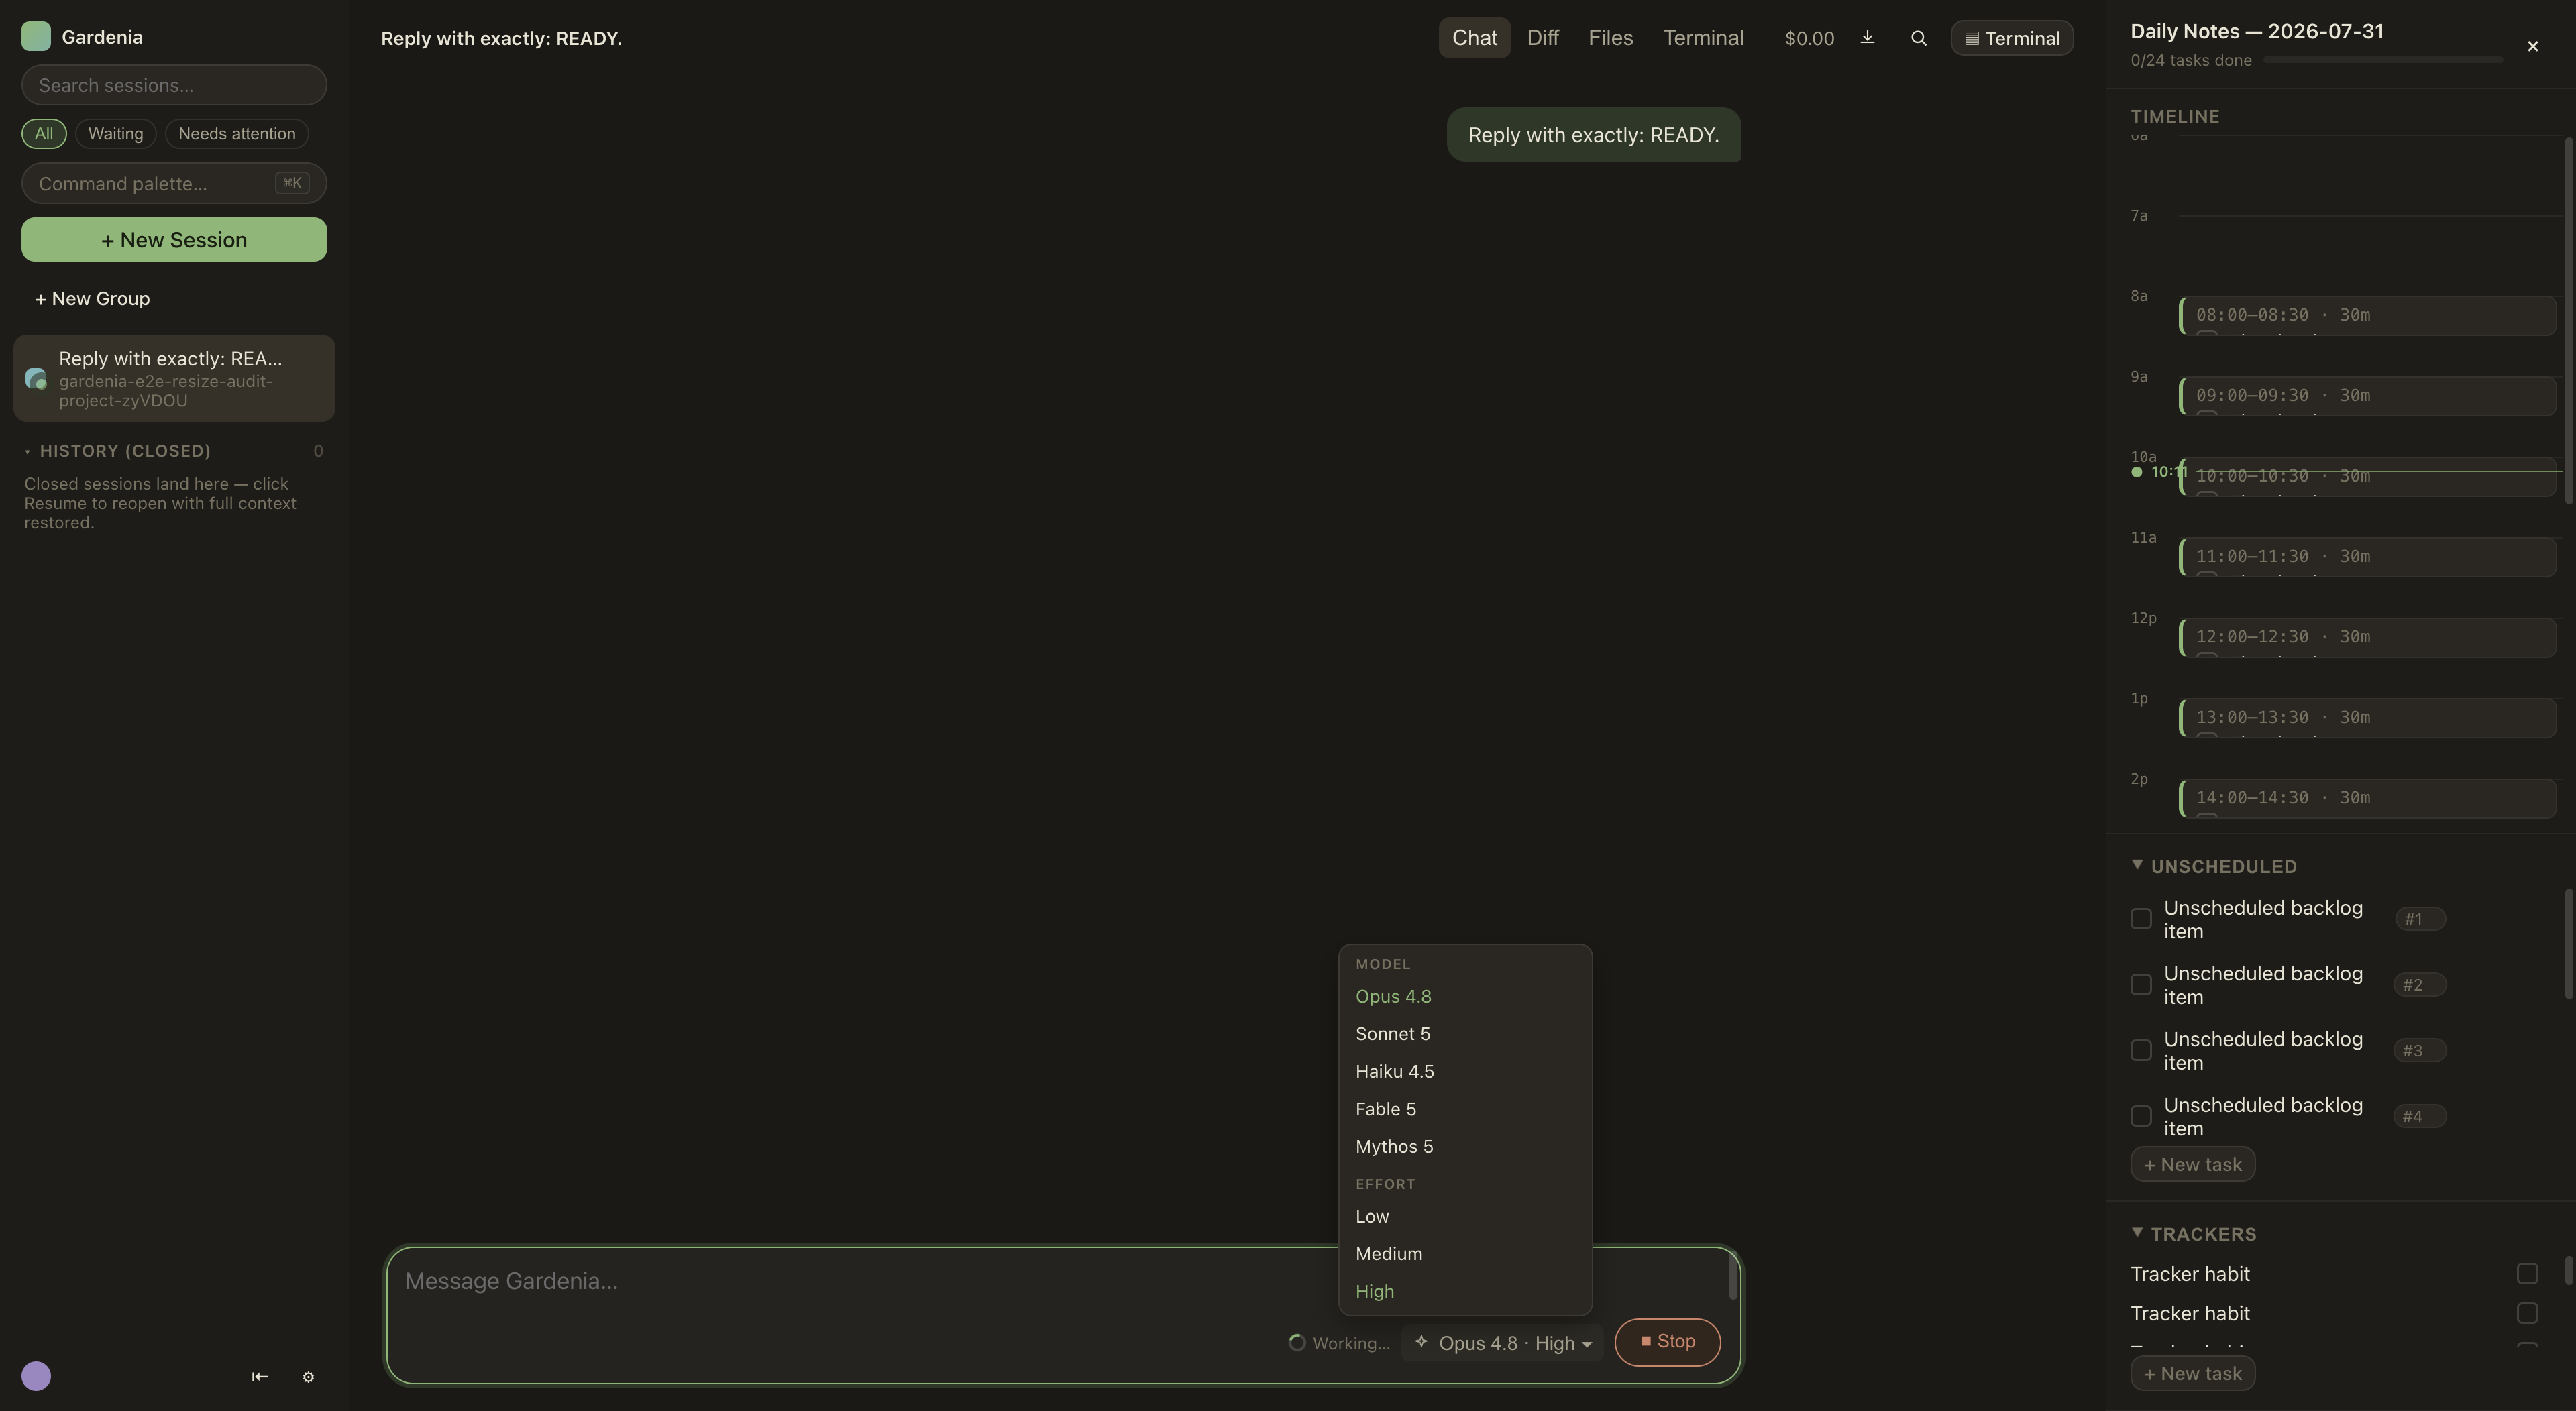 Gardenia
Search sessions...
All
Waiting
Needs attention
Command palette...
⌘K
+ New Session
+ New Group
Reply with exactly: REA...
gardenia-e2e-resize-audit-
project-zyVDOU
HISTORY (CLOSED)
0
Closed sessions land here — click
Resume to reopen with full context
restored.
Reply with exactly: READY.
Chat
Diff
Files
Terminal
$0.00
Terminal
Reply with exactly: READY.
MODEL
Opus 4.8
Sonnet 5
Haiku 4.5
Fable 5
Mythos 5
EFFORT
Low
Medium
High
Message Gardenia...
Working...
Opus 4.8 · High
Stop
Daily Notes — 2026-07-31
0/24 tasks done
TIMELINE
6a
7a
8a
08:00–08:30 · 30m
9a
09:00–09:30 · 30m
10a
10:11
10:00–10:30 · 30m
11a
11:00–11:30 · 30m
12p
12:00–12:30 · 30m
1p
13:00–13:30 · 30m
2p
14:00–14:30 · 30m
UNSCHEDULED
Unscheduled backlog
item
#1
Unscheduled backlog
item
#2
Unscheduled backlog
item
#3
Unscheduled backlog
item
#4
+ New task
TRACKERS
Tracker habit
Tracker habit
+ New task